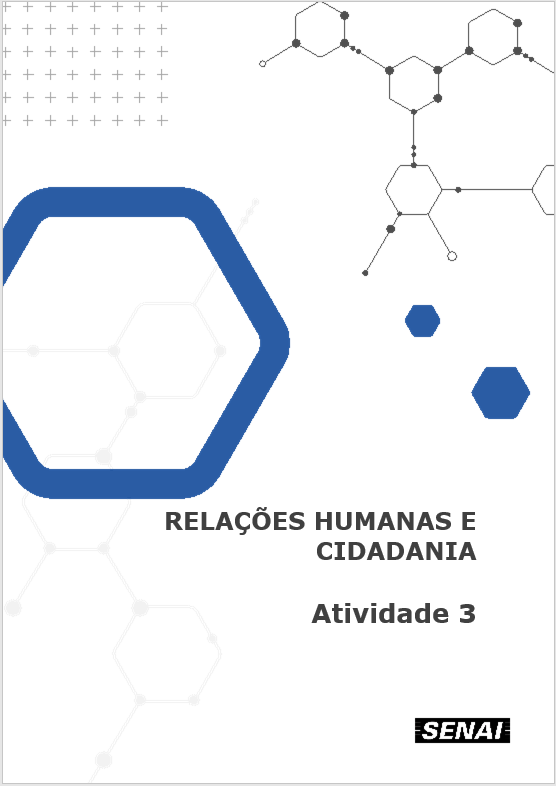 RELAÇÕES HUMANAS E
CIDADANIA
Atividade 3
SENAI